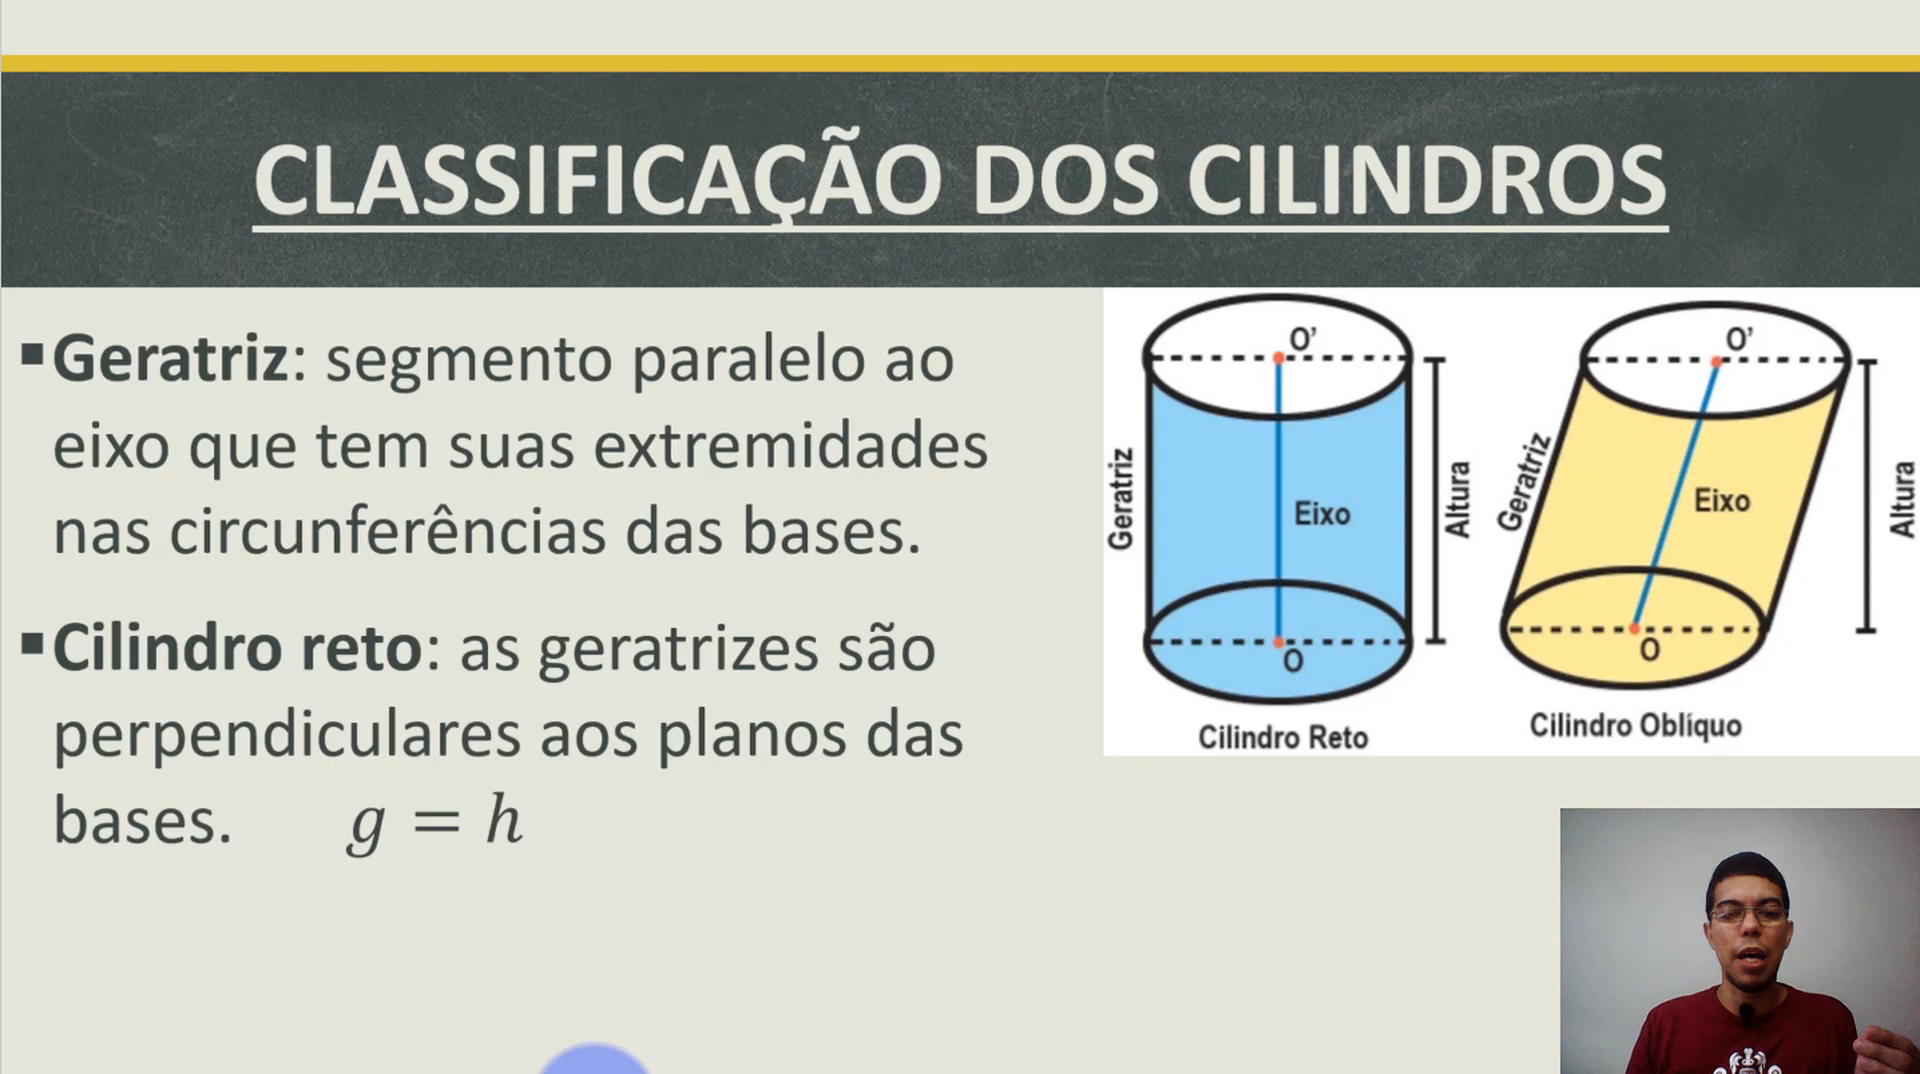 CLASSIFICAÇÃO DOS CILINDROS
▪Geratriz: segmento paralelo ao
eixo que tem suas extremidades
nas circunferências das bases.
▪Cilindro reto: as geratrizes são
perpendiculares aos planos das
bases. g = h
O’
Geratriz
Eixo
Altura
O
Cilindro Reto
O’
Geratriz
Eixo
Altura
O
Cilindro Oblíquo